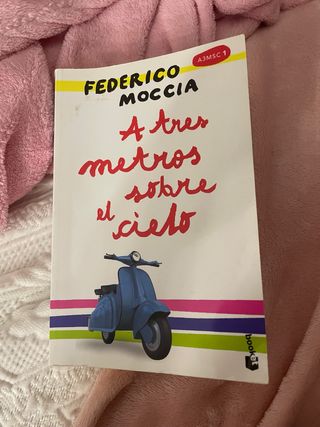 A3MSC 1
FEDERICO
MOCCIA
A tres
metros
sobre
el cielo
booket